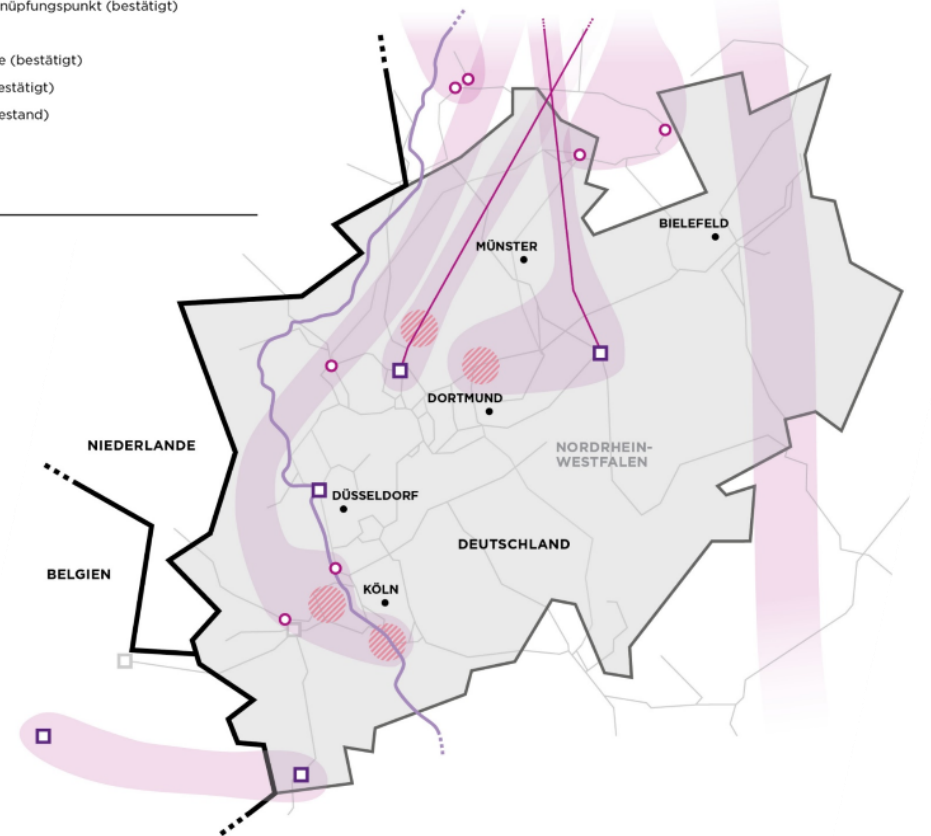 nüpfungspunkt (bestätigt)
e (bestätigt)
estätigt)
estand)
BIELEFELD
MÜNSTER
DORTMUND
NIEDERLANDE
NORDRHEIN-
WESTFALEN
DÜSSELDORF
DEUTSCHLAND
BELGIEN
KÖLN